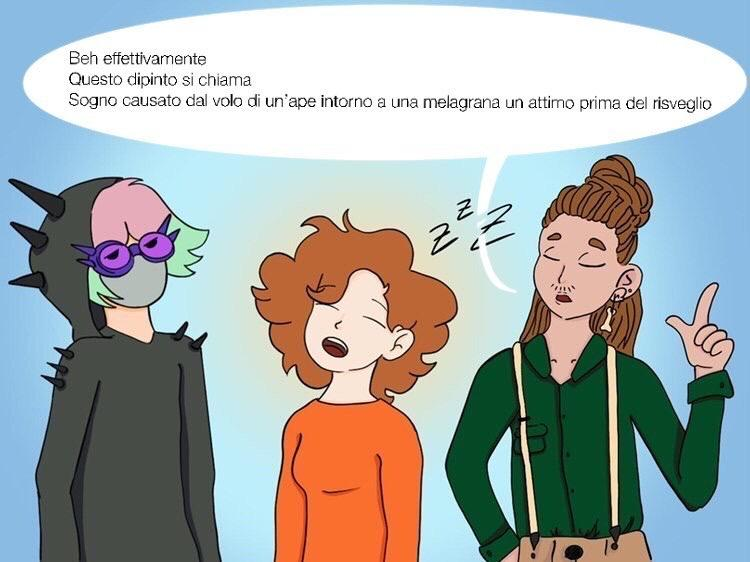 Beh effettivamente
Questo dipinto si chiama
Sogno causato dal volo di un'ape intorno a una melagrana un attimo prima del risveglio
z z z